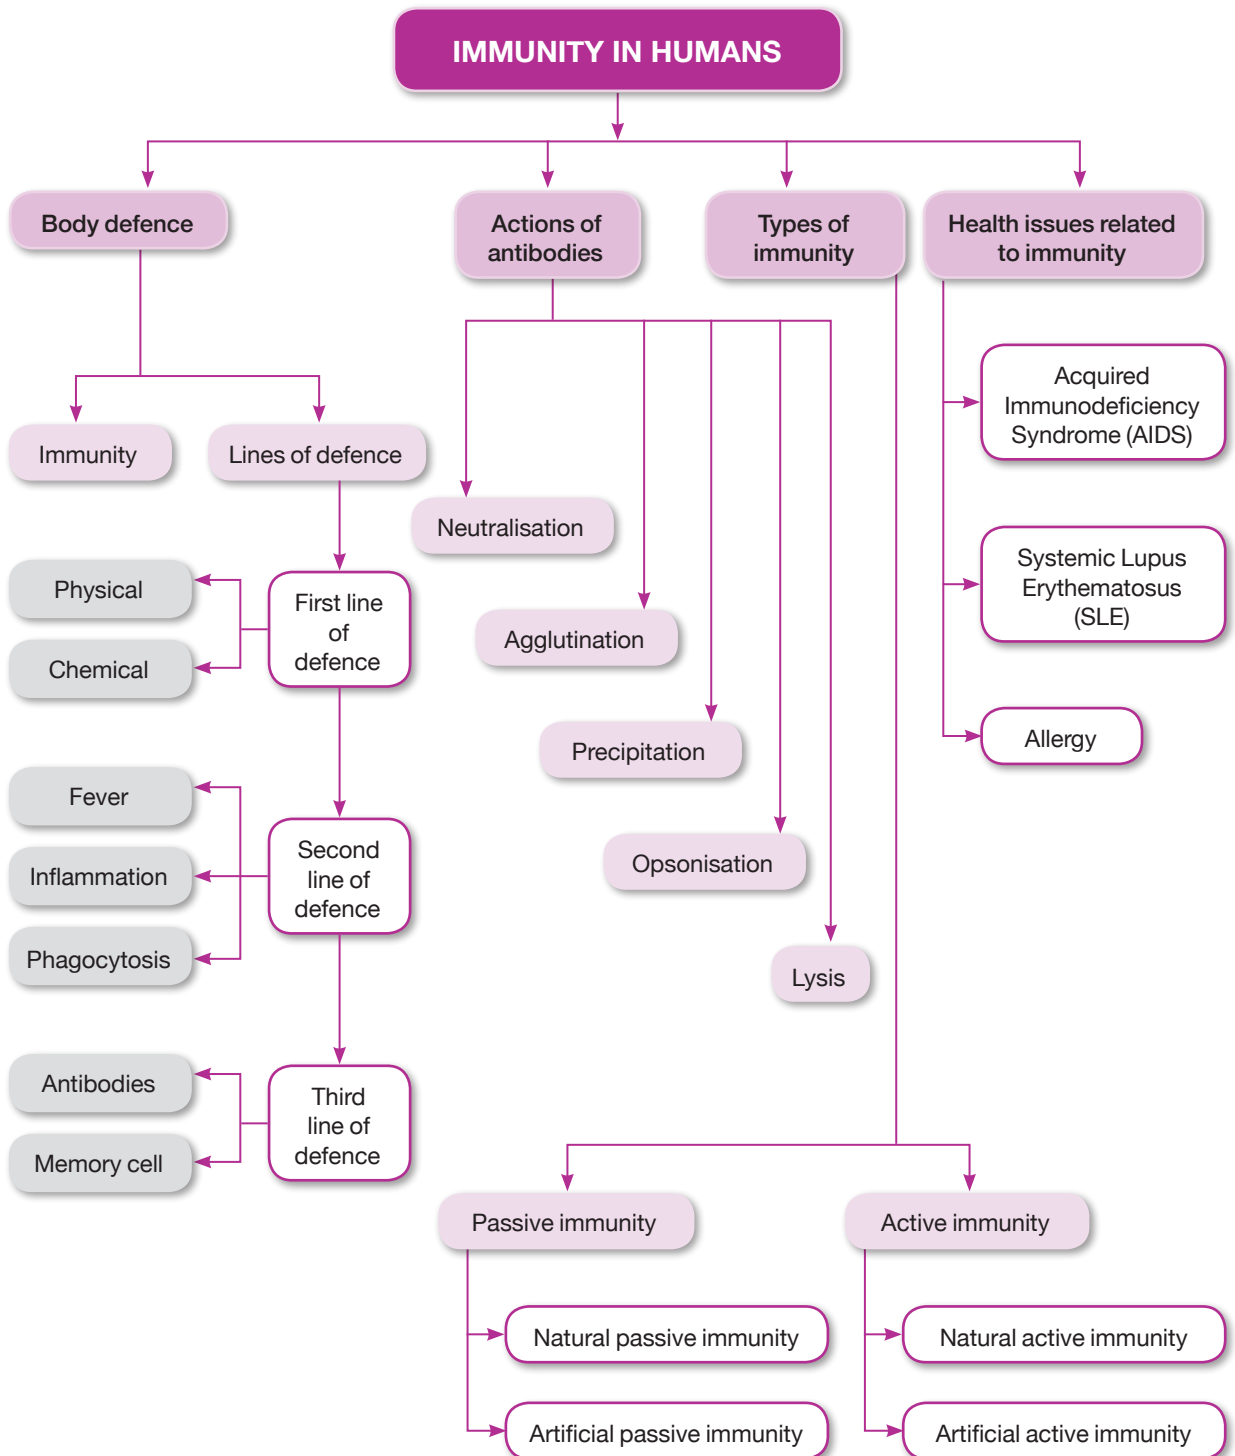 IMMUNITY IN HUMANS
Body defence
Actions of
antibodies
Types of
immunity
Health issues related
to immunity
Immunity
Lines of defence
First line
of
defence
Physical
Chemical
Second
line of
defence
Fever
Inflammation
Phagocytosis
Third
line of
defence
Antibodies
Memory cell
Neutralisation
Agglutination
Precipitation
Opsonisation
Lysis
Passive immunity
Natural passive immunity
Artificial passive immunity
Active immunity
Natural active immunity
Artificial active immunity
Acquired
Immunodeficiency
Syndrome (AIDS)
Systemic Lupus
Erythematosus
(SLE)
Allergy